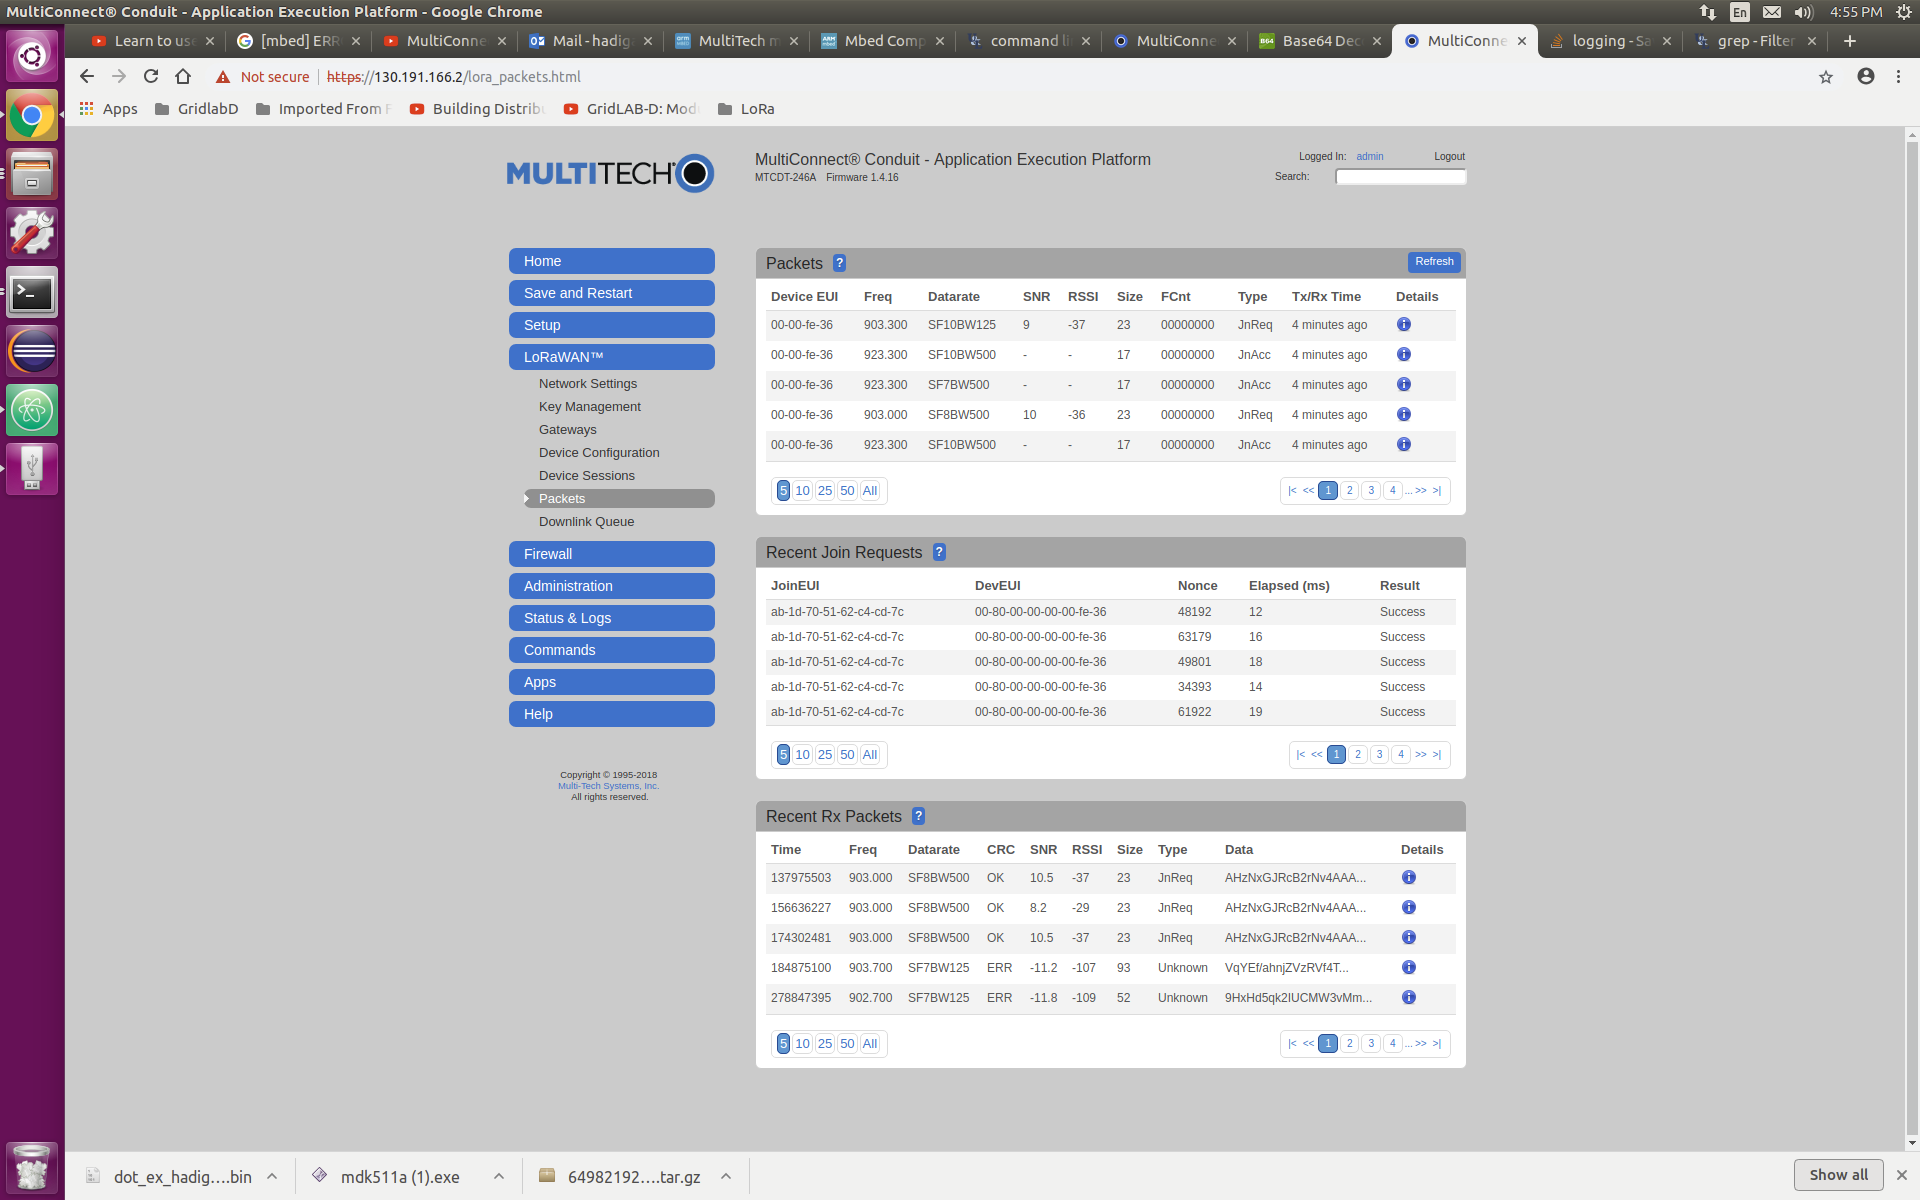 MultiConnect® Conduit - Application Execution Platform - Google Chrome
En 4:55 PM
Learn to us
[mbed] ERR
MultiConne
Mail - hadig
MultiTech m
Mbed Comp
command li
MultiConne
Base64 Dec
MultiConne
logging - Sa
grep - Filter
Not secure https://130.191.166.2/lora_packets.html
Apps GridlabD Imported From F Building Distrib GridLAB-D: Mod LoRa
MULTITECH
MultiConnect® Conduit - Application Execution Platform
MTCDT-246A Firmware 1.4.16
Logged In: admin Logout
Search:
Home
Save and Restart
Setup
LoRaWAN™
Network Settings
Key Management
Gateways
Device Configuration
Device Sessions
Packets
Downlink Queue
Firewall
Administration
Status & Logs
Commands
Apps
Help
Copyright © 1995-2018
Multi-Tech Systems, Inc.
All rights reserved.
Packets ? Refresh
Device EUI Freq Datarate SNR RSSI Size FCnt Type Tx/Rx Time Details
00-00-fe-36 903.300 SF10BW125 9 -37 23 00000000 JnReq 4 minutes ago i
00-00-fe-36 923.300 SF10BW500 - - 17 00000000 JnAcc 4 minutes ago i
00-00-fe-36 923.300 SF7BW500 - - 17 00000000 JnAcc 4 minutes ago i
00-00-fe-36 903.000 SF8BW500 10 -36 23 00000000 JnReq 4 minutes ago i
00-00-fe-36 923.300 SF10BW500 - - 17 00000000 JnAcc 4 minutes ago i
5 10 25 50 All |< << 1 2 3 4 ... >> >|
Recent Join Requests ?
JoinEUI DevEUI Nonce Elapsed (ms) Result
ab-1d-70-51-62-c4-cd-7c 00-80-00-00-00-00-fe-36 48192 12 Success
ab-1d-70-51-62-c4-cd-7c 00-80-00-00-00-00-fe-36 63179 16 Success
ab-1d-70-51-62-c4-cd-7c 00-80-00-00-00-00-fe-36 49801 18 Success
ab-1d-70-51-62-c4-cd-7c 00-80-00-00-00-00-fe-36 34393 14 Success
ab-1d-70-51-62-c4-cd-7c 00-80-00-00-00-00-fe-36 61922 19 Success
5 10 25 50 All |< << 1 2 3 4 >> >|
Recent Rx Packets ?
Time Freq Datarate CRC SNR RSSI Size Type Data Details
137975503 903.000 SF8BW500 OK 10.5 -37 23 JnReq AHzNxGJRcB2rNv4AAA... i
156636227 903.000 SF8BW500 OK 8.2 -29 23 JnReq AHzNxGJRcB2rNv4AAA... i
174302481 903.000 SF8BW500 OK 10.5 -37 23 JnReq AHzNxGJRcB2rNv4AAA... i
184875100 903.700 SF7BW125 ERR -11.2 -107 93 Unknown VqYEf/ahnjZVzRVf4T... i
278847395 902.700 SF7BW125 ERR -11.8 -109 52 Unknown 9HxHd5qk2IUCMW3vMm... i
5 10 25 50 All |< << 1 2 3 4 ... >> >|
dot_ex_hadig....bin
mdk511a (1).exe
64982192....tar.gz
Show all